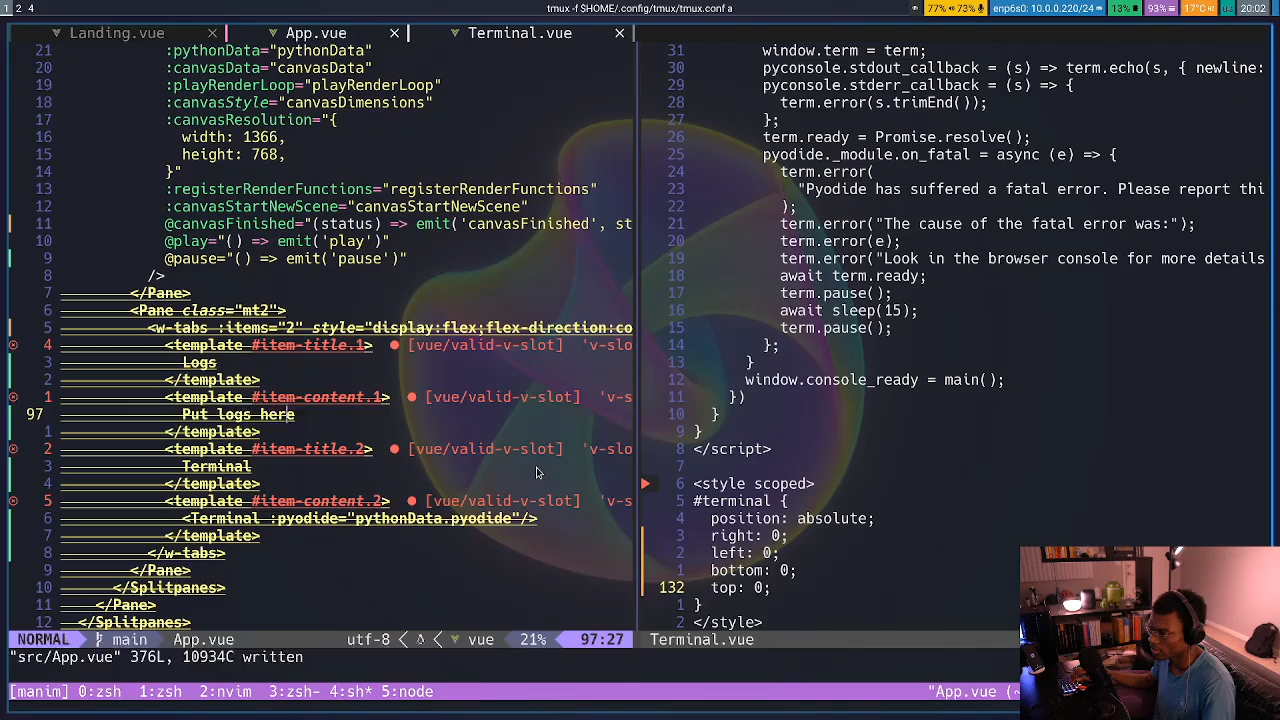 1 2 4
tmux -f $HOME/.config/tmux/tmux.conf a
77% 73%
enp6s0: 10.0.0.220/24
13%
93%
17°C
us
20:02
Landing.vue
App.vue
Terminal.vue
21 :pythonData="pythonData"
20 :canvasData="canvasData"
19 :playRenderLoop="playRenderLoop"
18 :canvasStyle="canvasDimensions"
17 :canvasResolution="{
16 width: 1366,
15 height: 768,
14 }"
13 :registerRenderFunctions="registerRenderFunctions"
12 :canvasStartNewScene="canvasStartNewScene"
11 @canvasFinished="(status) => emit('canvasFinished', st
10 @play="() => emit('play')"
9 @pause="() => emit('pause')"
8 />
7 </Pane>
6 <Pane class="mt2">
5 <w-tabs :items="2" style="display:flex;flex-direction:co
4 <template #item-title.1> ● [vue/valid-v-slot] 'v-slo
3 Logs
2 </template>
1 <template #item-content.1> ● [vue/valid-v-slot] 'v-s
97 Put logs here
1 </template>
2 <template #item-title.2> ● [vue/valid-v-slot] 'v-slo
3 Terminal
4 </template>
5 <template #item-content.2> ● [vue/valid-v-slot] 'v-s
6 <Terminal :pyodide="pythonData.pyodide"/>
7 </template>
8 </w-tabs>
9 </Pane>
10 </Splitpanes>
11 </Pane>
12 </Splitpanes>
NORMAL main App.vue utf-8 vue 21% 97:27
31 window.term = term;
30 pyconsole.stdout_callback = (s) => term.echo(s, { newline:
29 pyconsole.stderr_callback = (s) => {
28 term.error(s.trimEnd());
27 };
26 term.ready = Promise.resolve();
25 pyodide._module.on_fatal = async (e) => {
24 term.error(
23 "Pyodide has suffered a fatal error. Please report thi
22 );
21 term.error("The cause of the fatal error was:");
20 term.error(e);
19 term.error("Look in the browser console for more details
18 await term.ready;
17 term.pause();
16 await sleep(15);
15 term.pause();
14 };
13 }
12 window.console_ready = main();
11 })
10 }
9 }
8 </script>
7
6 <style scoped>
5 #terminal {
4 position: absolute;
3 right: 0;
2 left: 0;
1 bottom: 0;
132 top: 0;
1 }
2 </style>
Terminal.vue
"src/App.vue" 376L, 10934C written
[manim] 0:zsh 1:zsh 2:nvim 3:zsh- 4:sh* 5:node
"App.vue (~